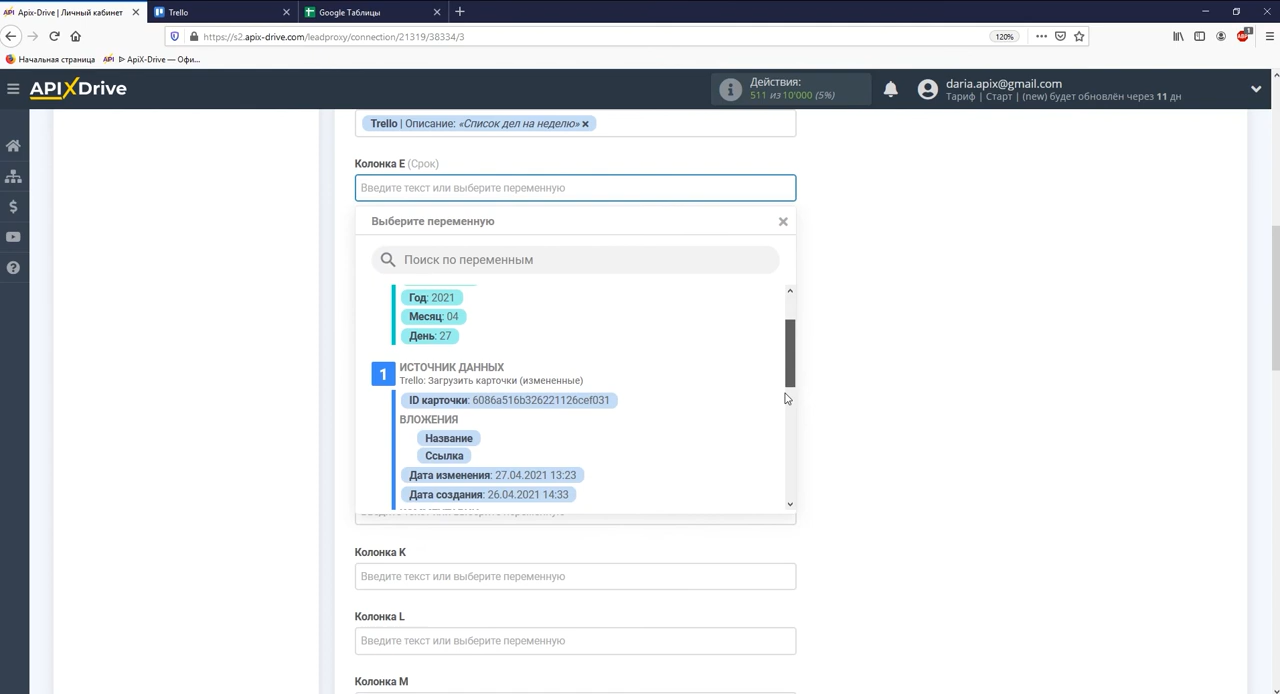 Apix-Drive | Личный кабинет
Trello
Google Таблицы
https://s2.apix-drive.com/leadproxy/connection/21319/38334/3
120%
Начальная страница
API ᐅ ApiX-Drive — Офи...
APIXDrive
Действия:
511 из 10'000 (5%)
daria.apix@gmail.com
Тариф | Старт | (new) будет обновлён через 11 дн
Trello | Описание: «Список дел на неделю» ×
Колонка E (Срок)
Введите текст или выберите переменную
Выберите переменную
Поиск по переменным
Год: 2021
Месяц: 04
День: 27
1
ИСТОЧНИК ДАННЫХ
Trello: Загрузить карточки (измененные)
ID карточки: 6086a516b326221126cef031
ВЛОЖЕНИЯ
Название
Ссылка
Дата изменения: 27.04.2021 13:23
Дата создания: 26.04.2021 14:33
Колонка K
Введите текст или выберите переменную
Колонка L
Введите текст или выберите переменную
Колонка M